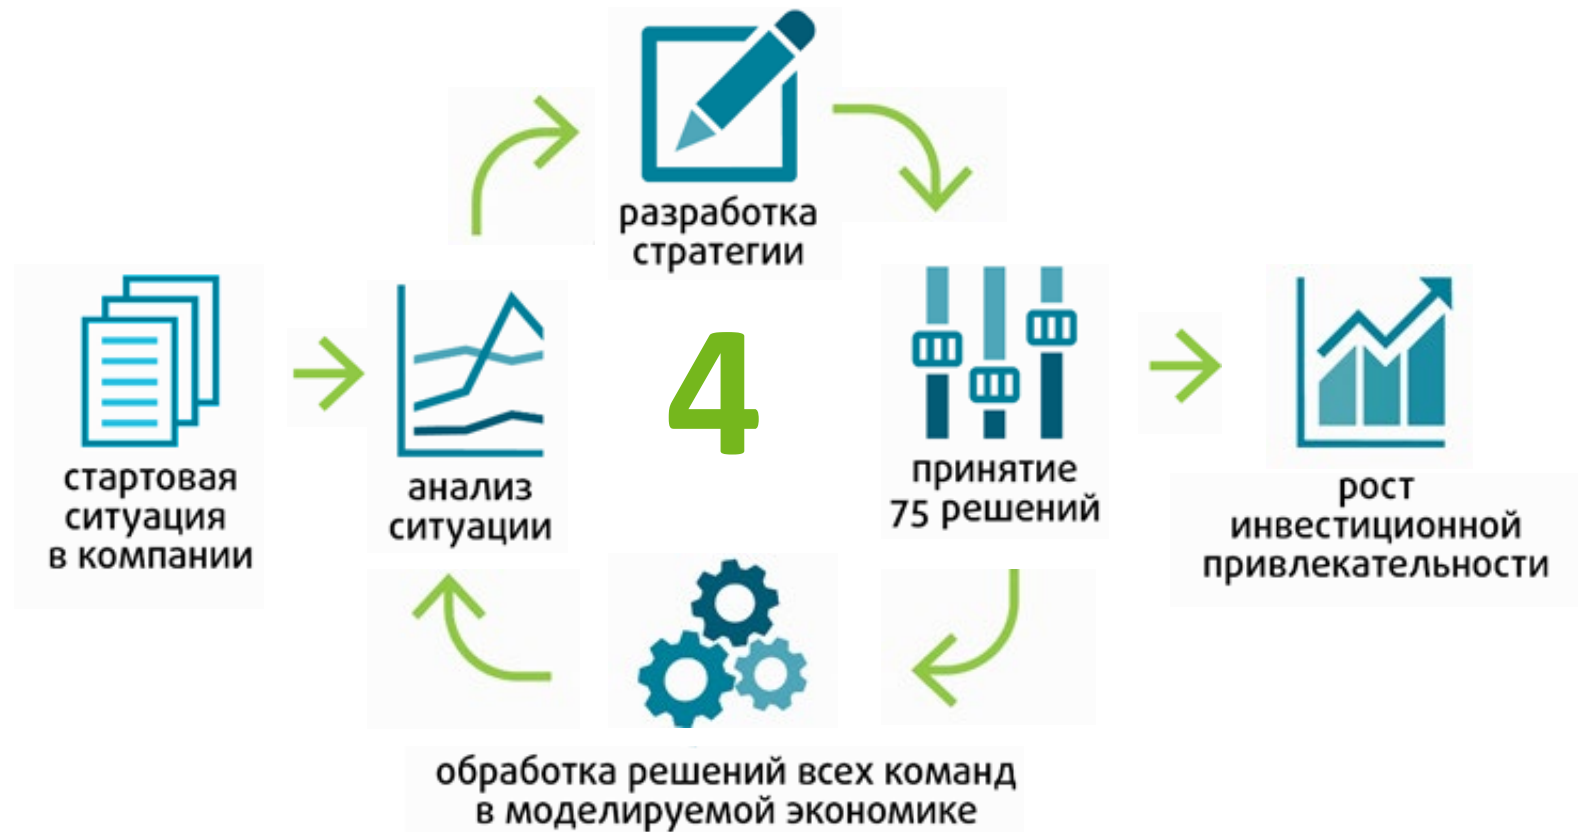 разработка
стратегии
4
стартовая
ситуация
в компании
анализ
ситуации
принятие
75 решений
рост
инвестиционной
привлекательности
обработка решений всех команд
в моделируемой экономике